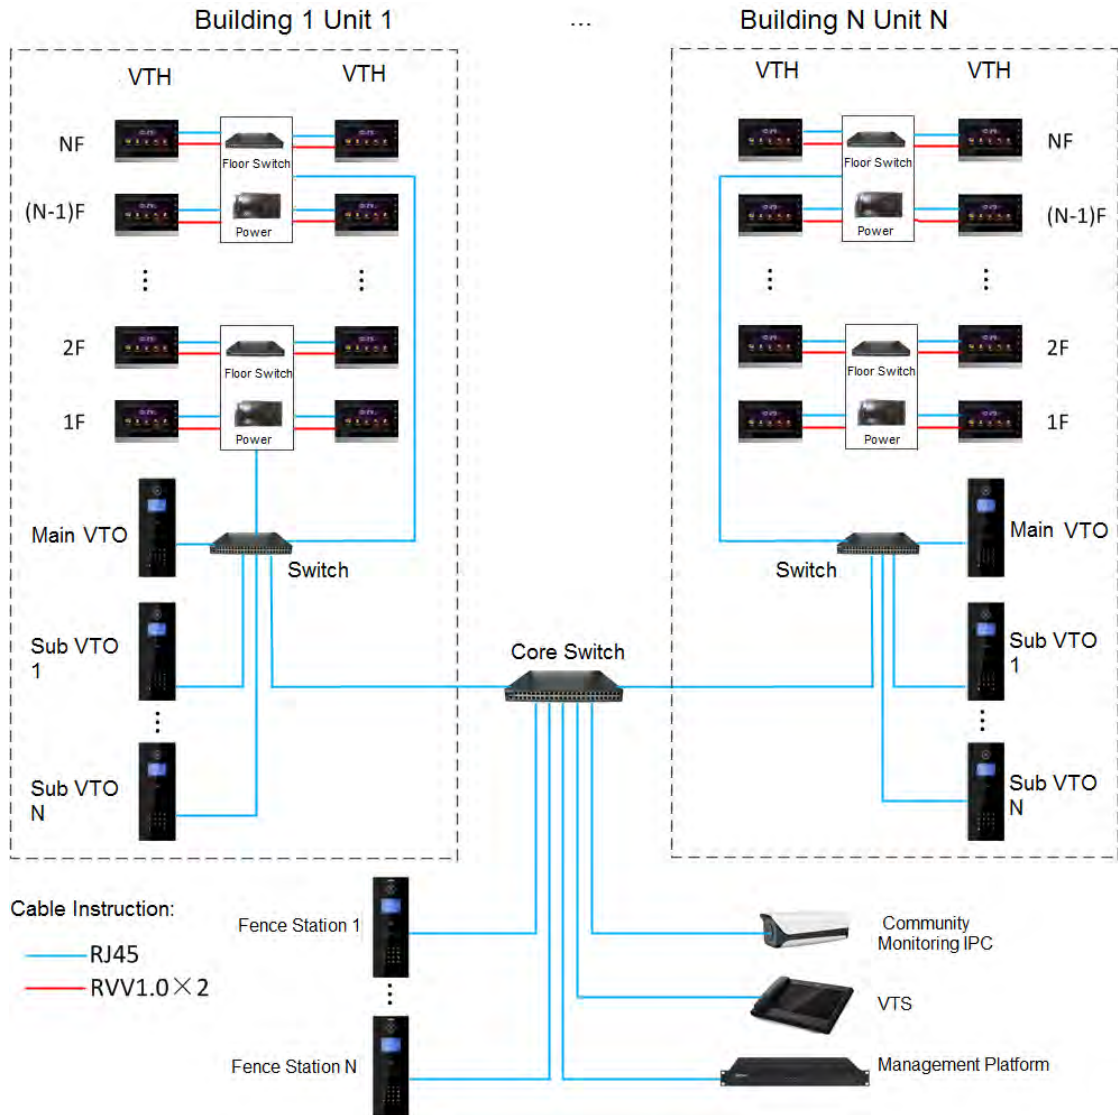 Building 1 Unit 1
...
Building N Unit N
VTH
VTH
VTH
VTH
NF
Floor Switch
Floor Switch
NF
(N-1)F
Power
Power
(N-1)F
2F
Floor Switch
Floor Switch
2F
1F
Power
Power
1F
Main VTO
Switch
Switch
Main VTO
Sub VTO
1
Core Switch
Sub VTO
1
Sub VTO
N
Sub VTO
N
Cable Instruction:
RJ45
RVV1.0×2
Fence Station 1
Community
Monitoring IPC
VTS
Fence Station N
Management Platform